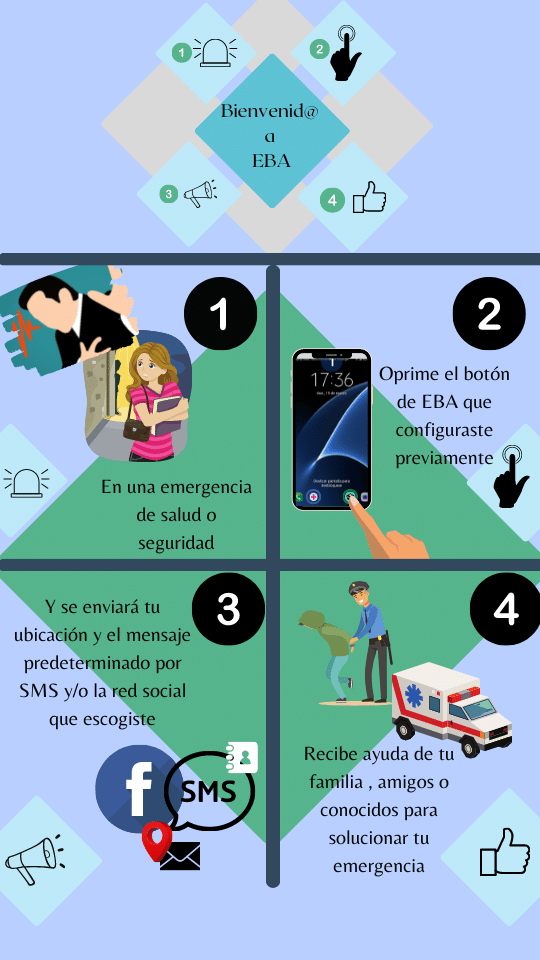 1
2
Bienvenid@
a
EBA
3
4
1
En una emergencia
de salud o
seguridad
2
17:36
Oprime el botón
de EBA que
configuraste
previamente
3
Y se enviará tu
ubicación y el mensaje
predeterminado por
SMS y/o la red social
que escogiste
f
SMS
4
Recibe ayuda de tu
familia , amigos o
conocidos para
solucionar tu
emergencia